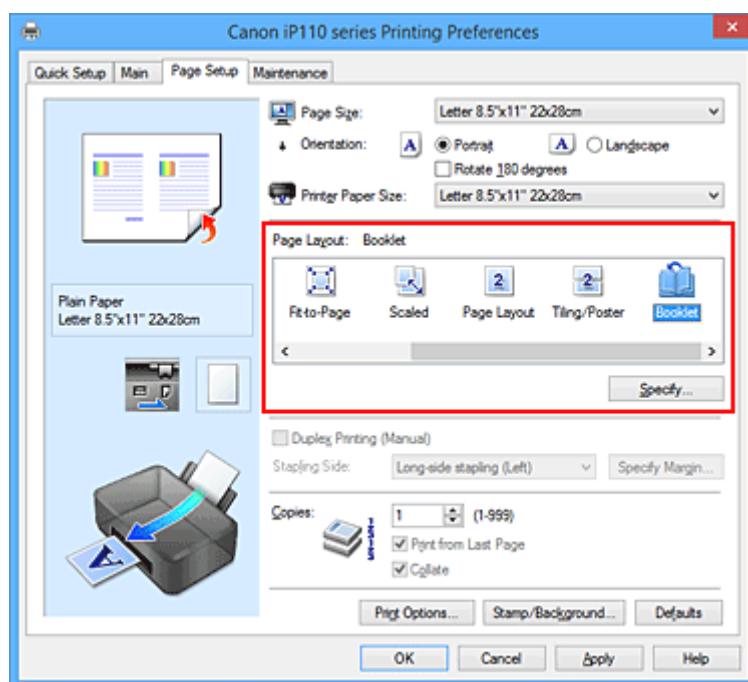 Canon iP110 series Printing Preferences
Quick Setup Main Page Setup Maintenance
Page Size: Letter 8.5"x11" 22x28cm
Orientation: A Portrait A Landscape
Rotate 180 degrees
Printer Paper Size: Letter 8.5"x11" 22x28cm
Page Layout: Booklet
Fit-to-Page Scaled Page Layout Tiling/Poster Booklet
Specify...
Plain Paper
Letter 8.5"x11" 22x28cm
Duplex Printing (Manual)
Stapling Side: Long-side stapling (Left) Specify Margin...
Copies: 1 (1-999)
Print from Last Page
Collate
Print Options... Stamp/Background... Defaults
OK Cancel Apply Help